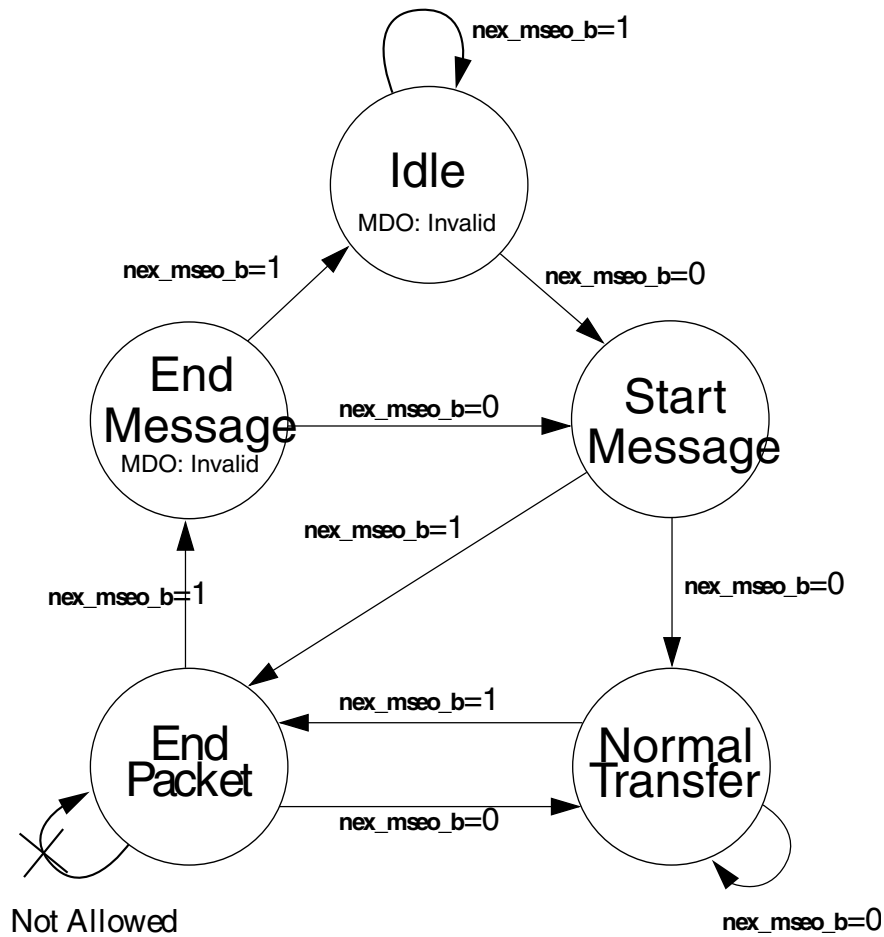 nex_mseo_b=1
Idle
MDO: Invalid
nex_mseo_b=1
nex_mseo_b=0
End
Message
MDO: Invalid
nex_mseo_b=0
Start
Message
nex_mseo_b=1
nex_mseo_b=1
nex_mseo_b=0
nex_mseo_b=1
End
Packet
Normal
Transfer
nex_mseo_b=0
Not Allowed
nex_mseo_b=0